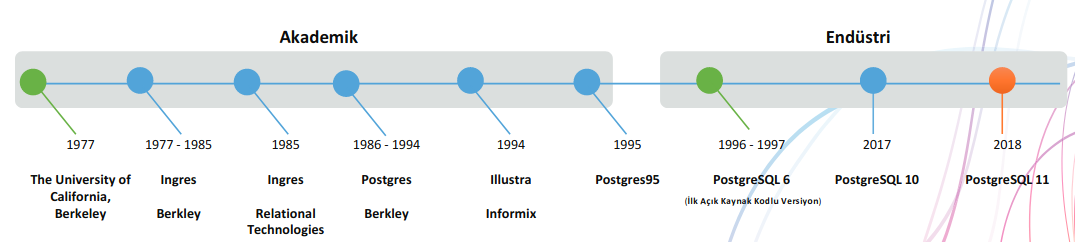 Akademik
Endüstri
1977
1977 - 1985
1985
1986 - 1994
1994
1995
1996 - 1997
2017
2018
The University of
California,
Berkeley
Ingres
Berkley
Ingres
Relational
Technologies
Postgres
Berkley
Illustra
Informix
Postgres95
PostgreSQL 6
(İlk Açık Kaynak Kodlu Versiyon)
PostgreSQL 10
PostgreSQL 11